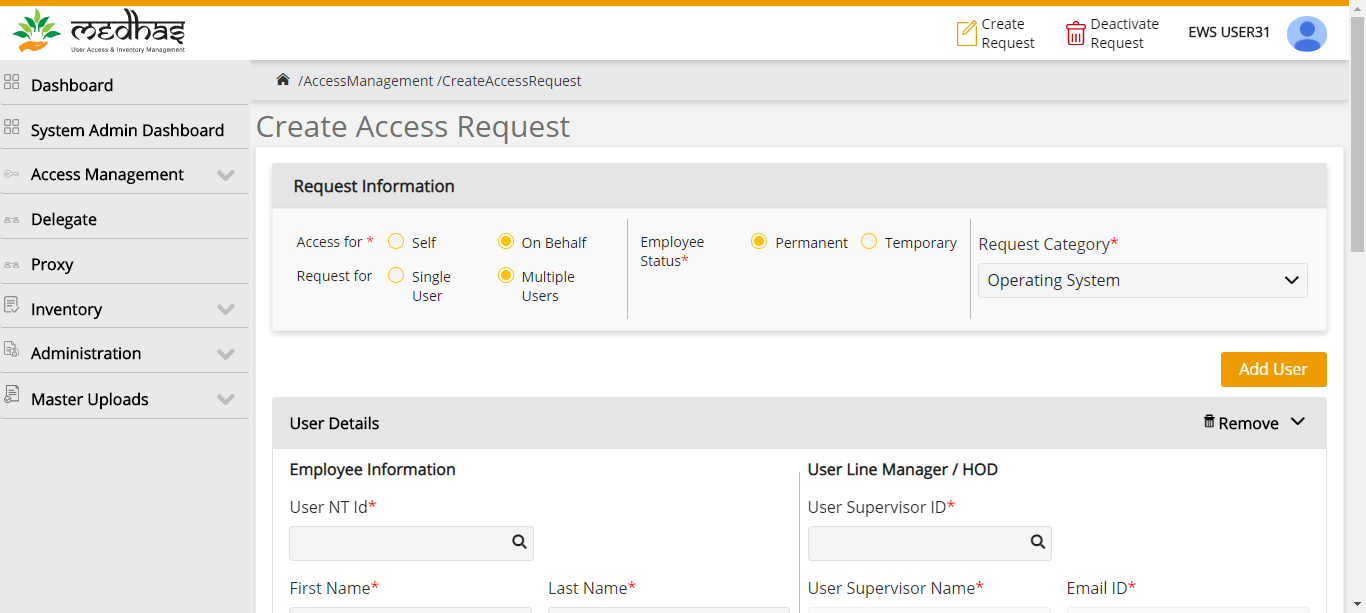 medhas
User Access & Inventory Management
Create
Request
Deactivate
Request
EWS USER31
Dashboard
System Admin Dashboard
Access Management
Delegate
Proxy
Inventory
Administration
Master Uploads
/AccessManagement /CreateAccessRequest
Create Access Request
Request Information
Access for * Self On Behalf
Request for Single User Multiple Users
Employee Status* Permanent Temporary
Request Category*
Operating System
Add User
User Details Remove
Employee Information
User NT Id*
First Name* Last Name*
User Line Manager / HOD
User Supervisor ID*
User Supervisor Name* Email ID*